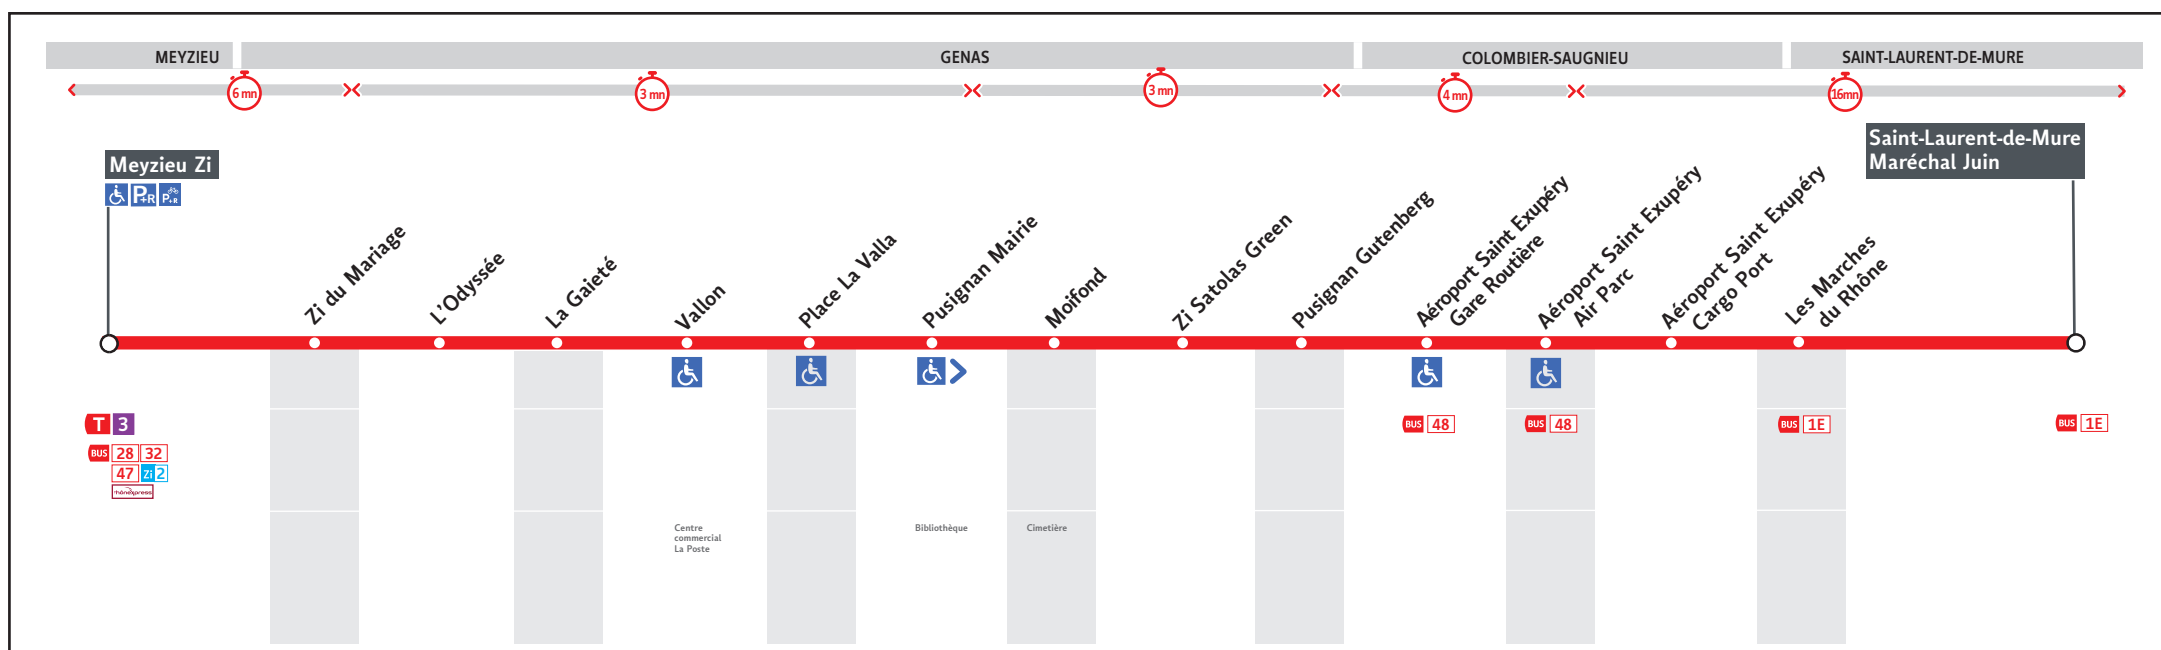 MEYZIEU
GENAS
COLOMBIER-SAUGNIEU
SAINT-LAURENT-DE-MURE
6 mn
3 mn
3 mn
4 mn
16mn
Meyzieu Zi
P+R
P+R
Saint-Laurent-de-Mure
Maréchal Juin
Zi du Mariage
L'Odyssée
La Gaieté
Vallon
Place La Valla
Pusignan Mairie
Moifond
Zi Satolas Green
Pusignan Gutenberg
Aéroport Saint Exupéry
Gare Routière
Aéroport Saint Exupéry
Air Parc
Aéroport Saint Exupéry
Cargo Port
Les Marches
du Rhône
T 3
BUS 28 32
47 Zi 2
rhônexpress
BUS 48
BUS 48
BUS 1E
BUS 1E
Centre
commercial
La Poste
Bibliothèque
Cimetière